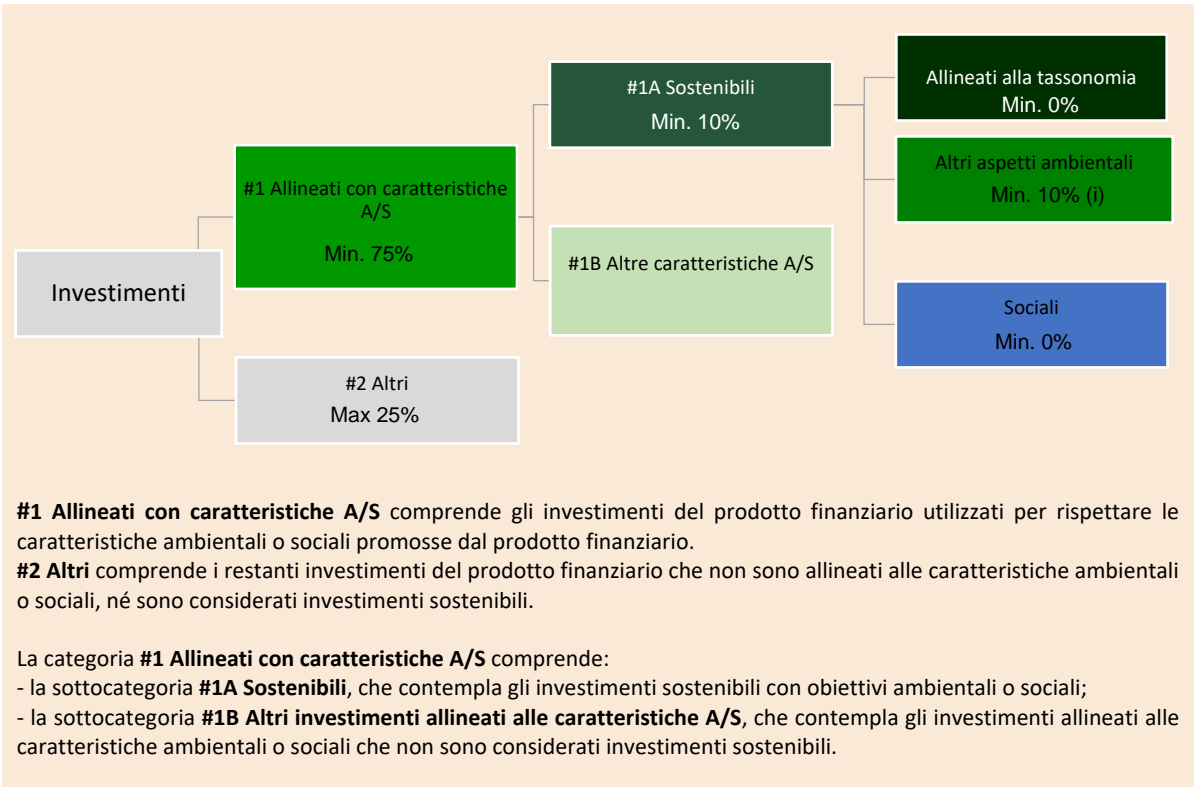 Investimenti
#1 Allineati con caratteristiche
A/S
Min. 75%
#2 Altri
Max 25%
#1A Sostenibili
Min. 10%
#1B Altre caratteristiche A/S
Allineati alla tassonomia
Min. 0%
Altri aspetti ambientali
Min. 10% (i)
Sociali
Min. 0%
#1 Allineati con caratteristiche A/S comprende gli investimenti del prodotto finanziario utilizzati per rispettare le
caratteristiche ambientali o sociali promosse dal prodotto finanziario.
#2 Altri comprende i restanti investimenti del prodotto finanziario che non sono allineati alle caratteristiche ambientali
o sociali, né sono considerati investimenti sostenibili.
La categoria #1 Allineati con caratteristiche A/S comprende:
- la sottocategoria #1A Sostenibili, che contempla gli investimenti sostenibili con obiettivi ambientali o sociali;
- la sottocategoria #1B Altri investimenti allineati alle caratteristiche A/S, che contempla gli investimenti allineati alle
caratteristiche ambientali o sociali che non sono considerati investimenti sostenibili.